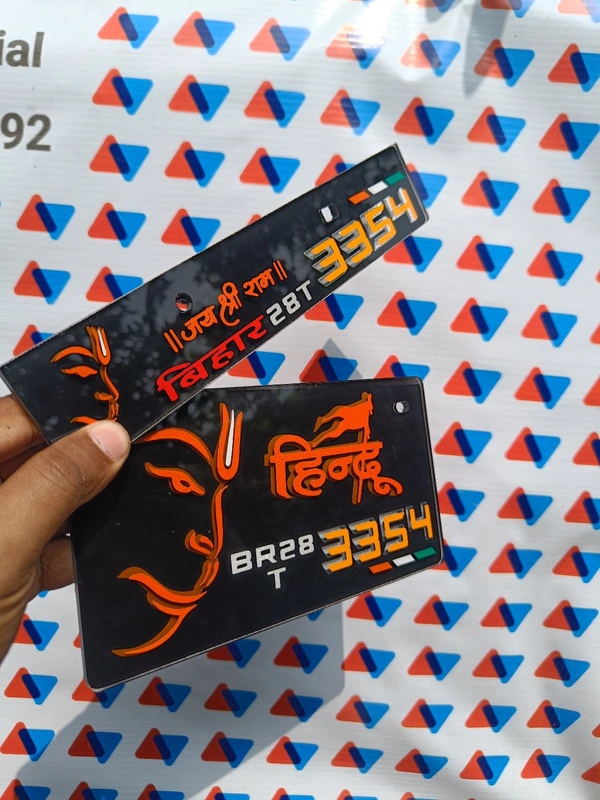 ial
92
॥जय श्री राम॥
बिहार 28T 3354
हिन्दू
BR28 3354
T